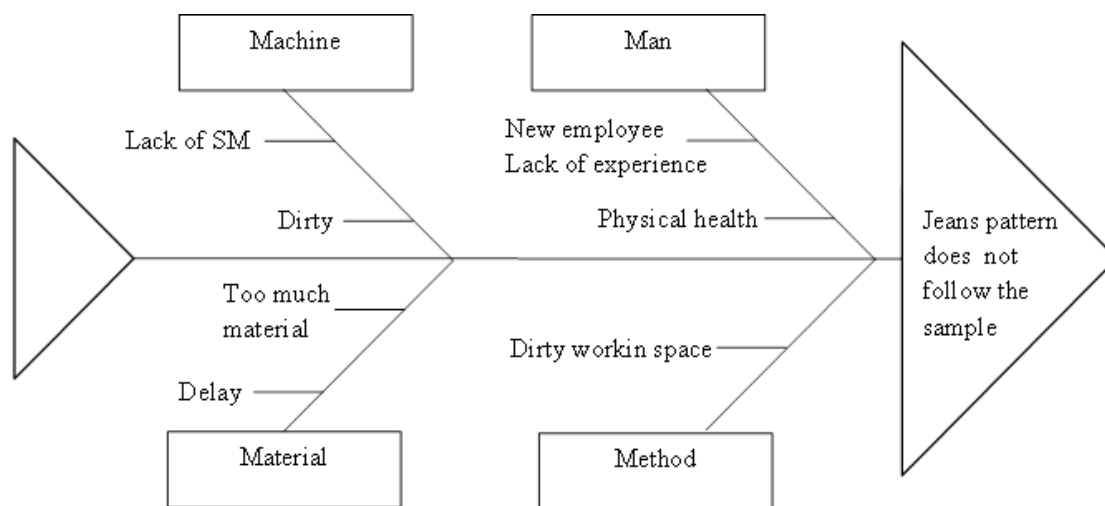 Machine
Man
Lack of SM
New employee
Lack of experience
Dirty
Physical health
Jeans pattern
does not
follow the
sample
Too much
material
Dirty workin space
Delay
Material
Method